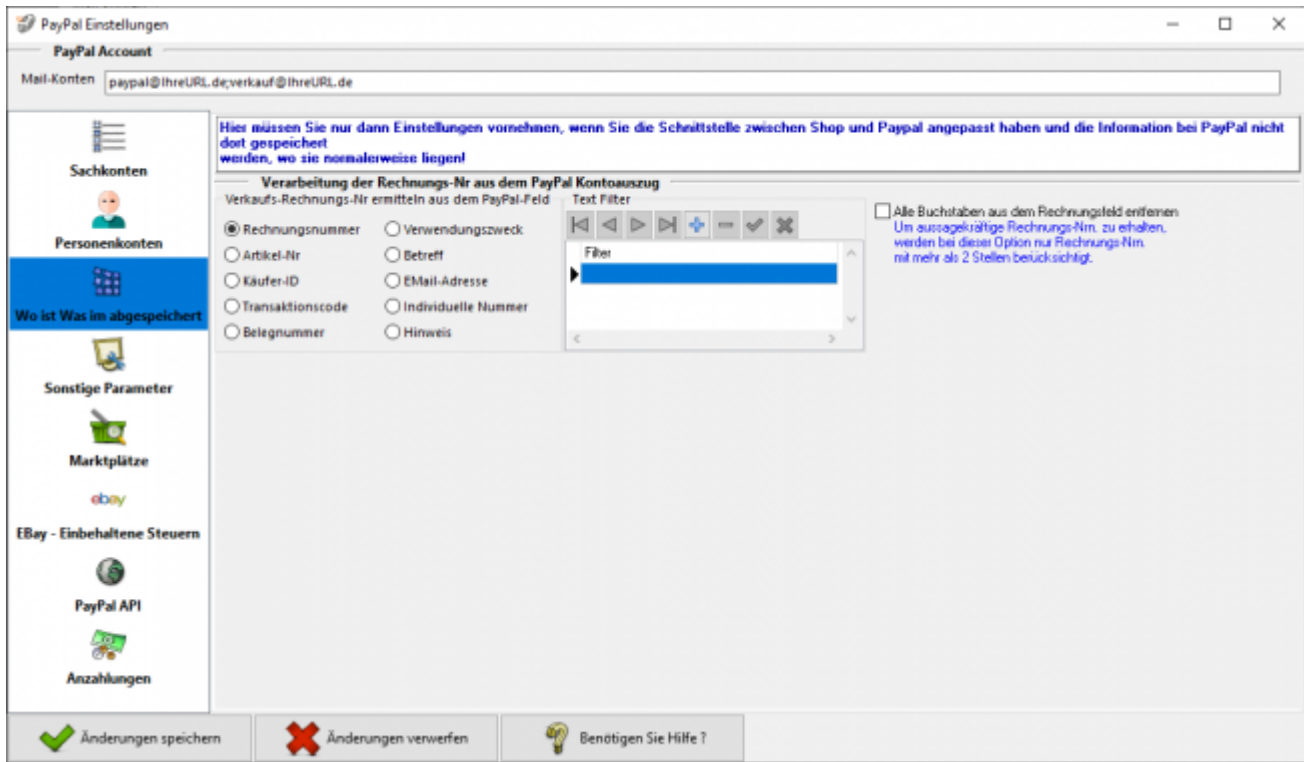 PayPal Einstellungen
PayPal Account
Mail-Konten paypal@IhreURL.de;verkauf@IhreURL.de
Sachkonten
Personenkonten
Wo ist Was im abgespeichert
Sonstige Parameter
Marktplätze
ebay
EBay - Einbehaltene Steuern
PayPal API
Anzahlungen
Hier müssen Sie nur dann Einstellungen vornehmen, wenn Sie die Schnittstelle zwischen Shop und Paypal angepasst haben und die Information bei PayPal nicht
dort gespeichert
werden, wo sie normalerweize liegen!
Verarbeitung der Rechnungs-Nr aus dem PayPal Kontoauszug
Verkaufs-Rechnungs-Nr ermitteln aus dem PayPal-Feld
Rechnungsnummer Verwendungszweck
Artikel-Nr Betreff
Käufer-ID EMail-Adresse
Transaktionscode Individuelle Nummer
Belegnummer Hinweis
Text Filter
Filter
Alle Buchstaben aus dem Rechnungsfeld entfernen
Um aussagekräftige Rechnungs-Nrn. zu erhalten,
werden bei dieser Option nur Rechnungs-Nrn.
mit mehr als 2 Stellen berücksichtigt.
Änderungen speichern Änderungen verwerfen Benötigen Sie Hilfe ?